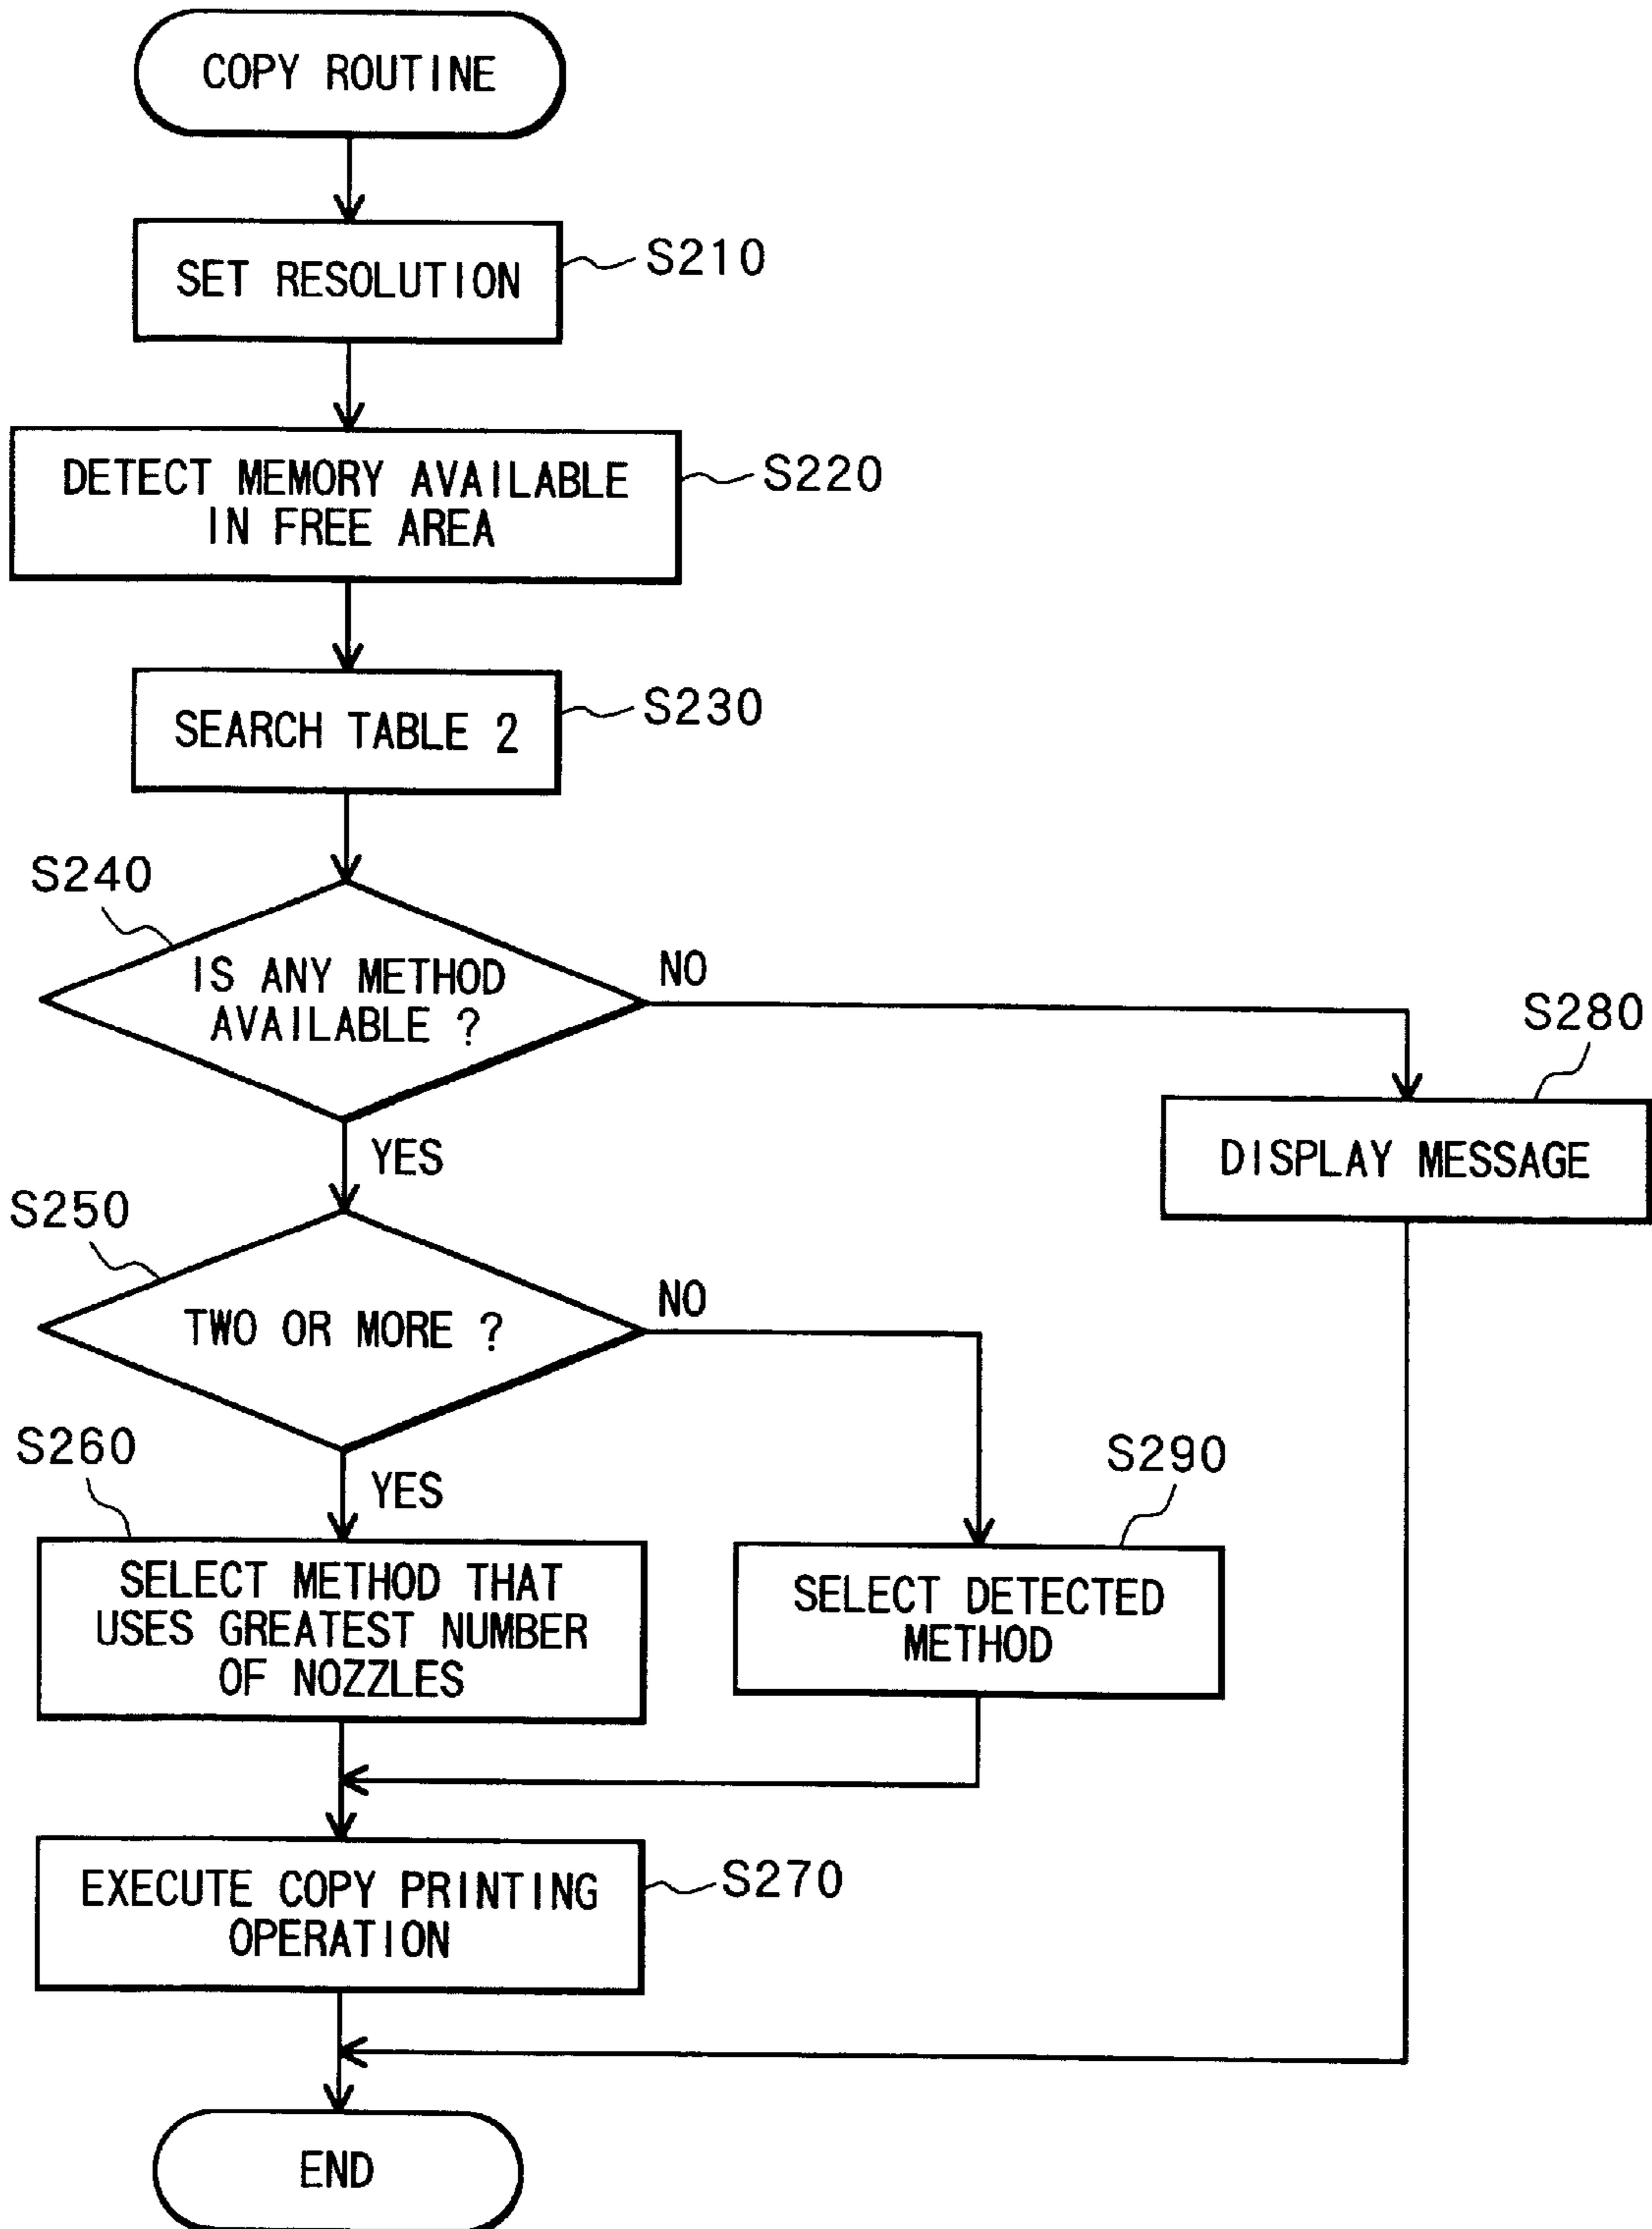 COPY ROUTINE
SET RESOLUTION
S210
DETECT MEMORY AVAILABLE
IN FREE AREA
S220
SEARCH TABLE 2
S230
S240
IS ANY METHOD
AVAILABLE ?
NO
YES
S280
DISPLAY MESSAGE
S250
TWO OR MORE ?
NO
YES
S260
SELECT METHOD THAT
USES GREATEST NUMBER
OF NOZZLES
S290
SELECT DETECTED
METHOD
EXECUTE COPY PRINTING
OPERATION
S270
END